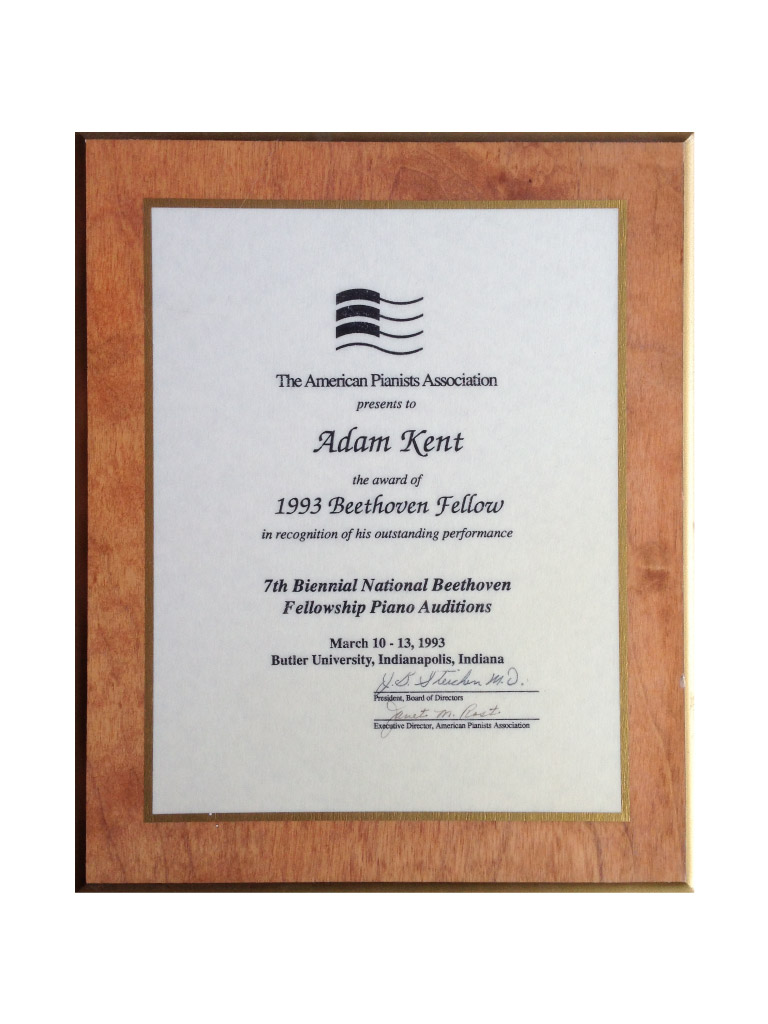 The American Pianists Association
presents to
Adam Kent
the award of
1993 Beethoven Fellow
in recognition of his outstanding performance
7th Biennial National Beethoven
Fellowship Piano Auditions
March 10 - 13, 1993
Butler University, Indianapolis, Indiana
M.D.
President, Board of Directors
Janet M.
Executive Director, American Pianists Association